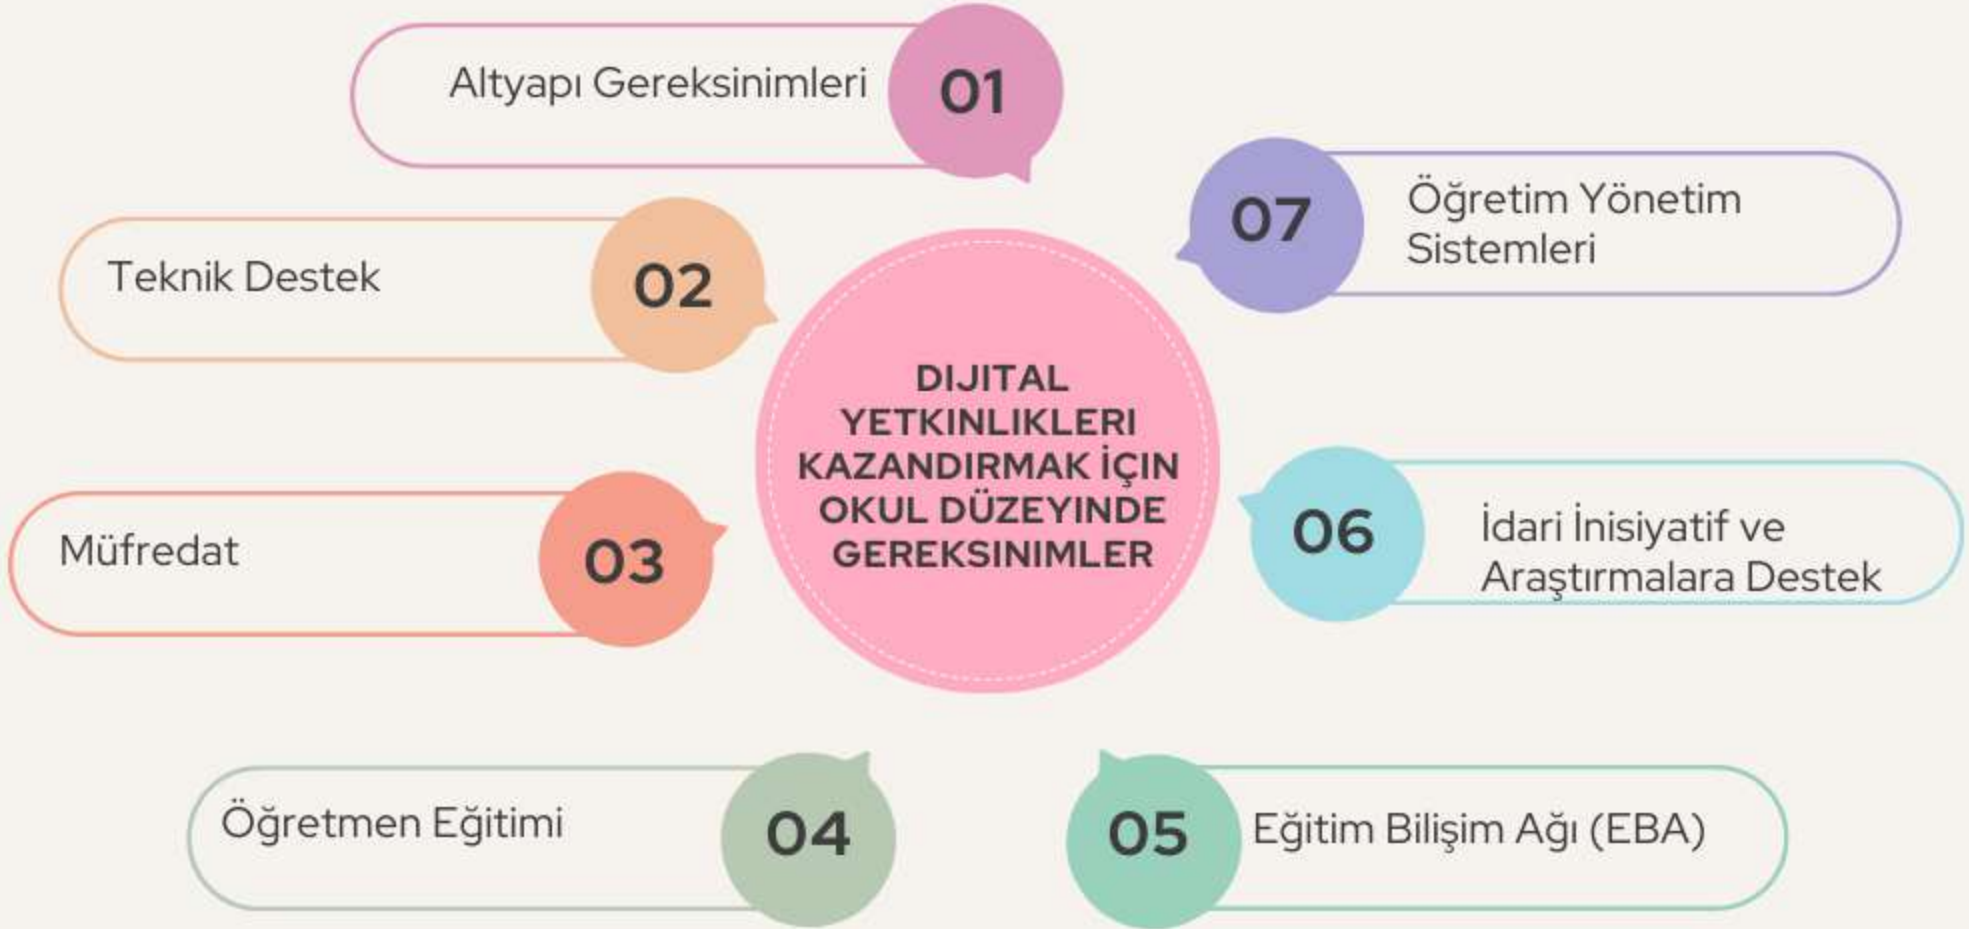 DIJITAL
YETKINLIKLERI
KAZANDIRMAK İÇIN
OKUL DÜZEYINDE
GEREKSINIMLER
01
Altyapı Gereksinimleri
02
Teknik Destek
03
Müfredat
04
Öğretmen Eğitimi
05
Eğitim Bilişim Ağı (EBA)
06
İdari İnisiyatif ve
Araştırmalara Destek
07
Öğretim Yönetim
Sistemleri